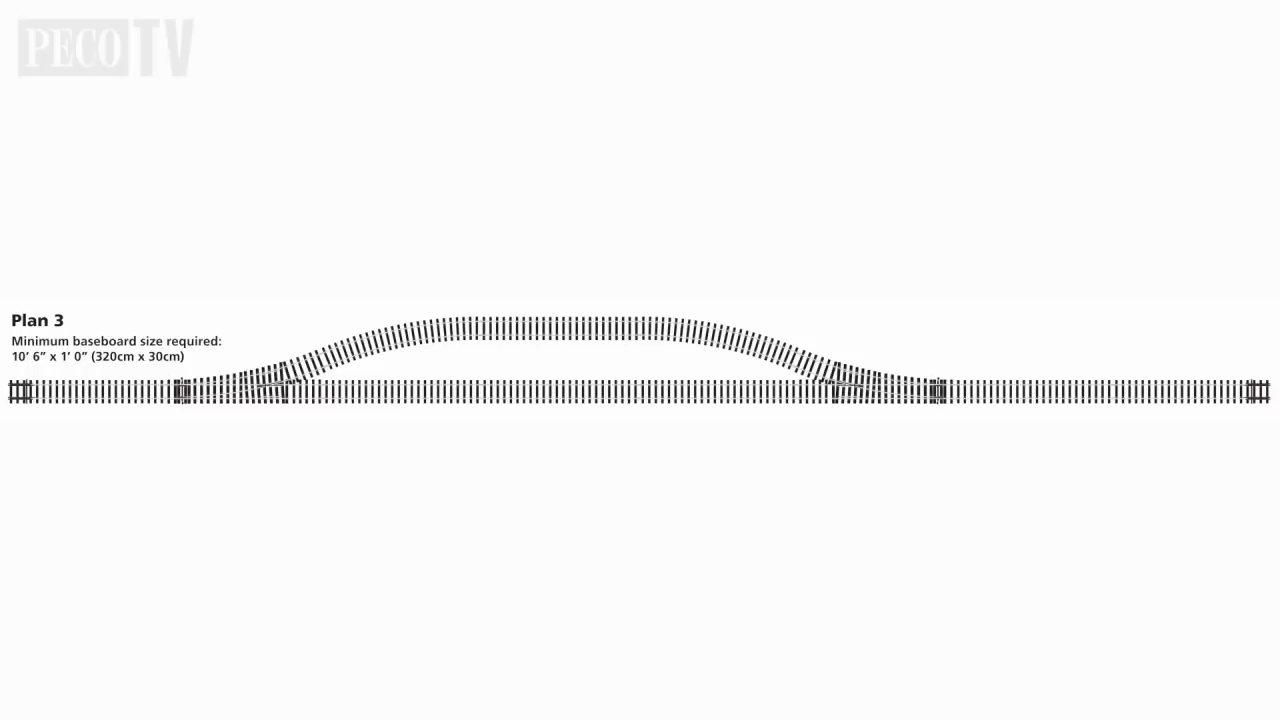 PECO TV
Plan 3
Minimum baseboard size required:
10’ 6” x 1’ 0” (320cm x 30cm)